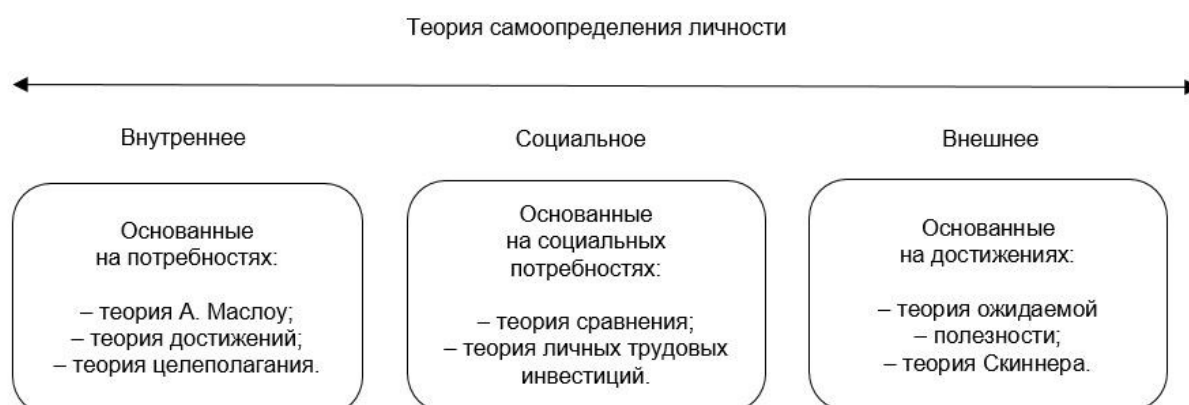 Теория самоопределения личности
Внутреннее
Социальное
Внешнее
Основанные
на потребностях:
– теория А. Маслоу;
– теория достижений;
– теория целеполагания.
Основанные
на социальных
потребностях:
– теория сравнения;
– теория личных трудовых
инвестиций.
Основанные
на достижениях:
– теория ожидаемой
– полезности;
– теория Скиннера.